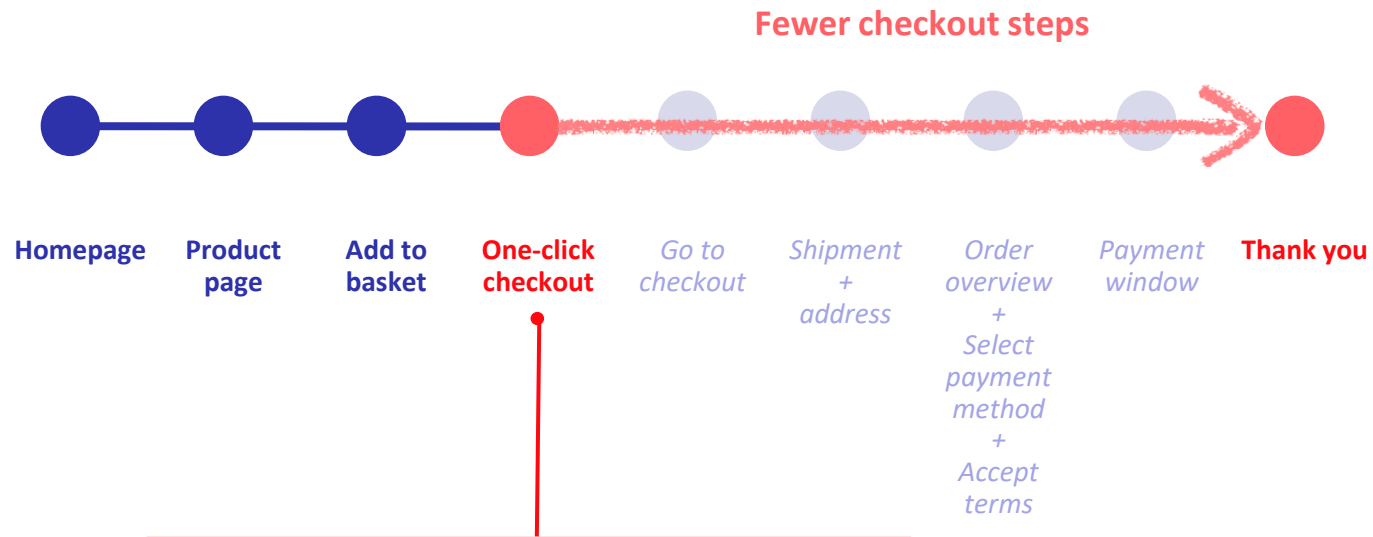 Fewer checkout steps
Homepage
Product
page
Add to
basket
One-click
checkout
Go to
checkout
Shipment
+
address
Order
overview
+
Select
payment
method
+
Accept
terms
Payment
window
Thank you